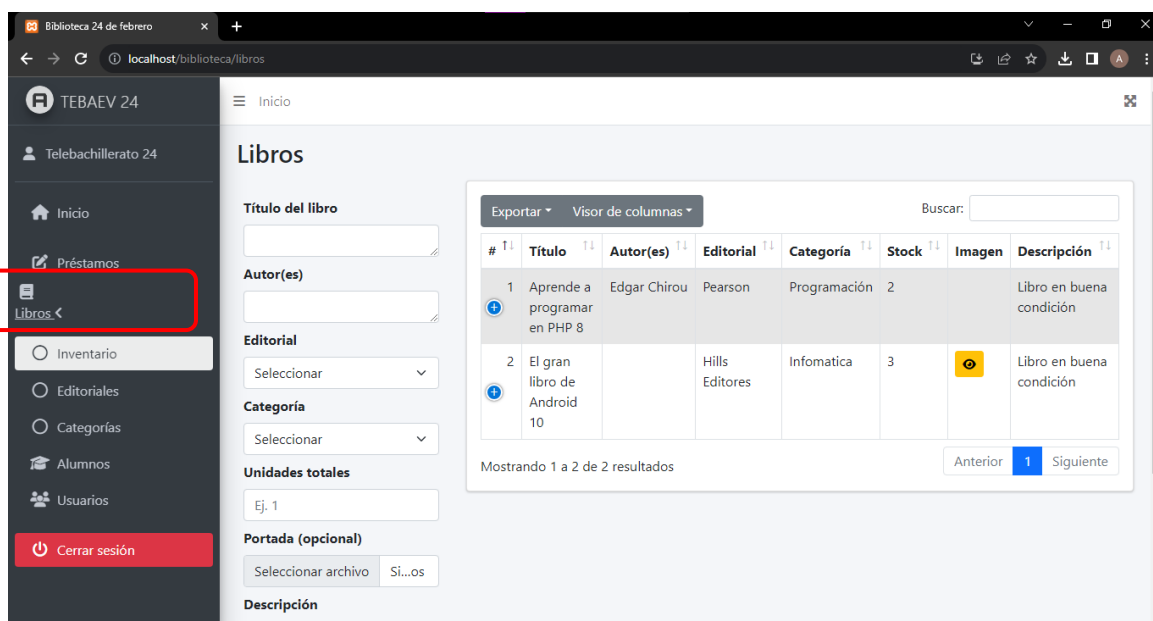 Biblioteca 24 de febrero
localhost/biblioteca/libros
A
TEBAEV 24
Inicio
Telebachillerato 24
Inicio
Préstamos
Libros
Inventario
Editoriales
Categorías
Alumnos
Usuarios
Cerrar sesión
Libros
Título del libro
Autor(es)
Editorial
Seleccionar
Categoría
Seleccionar
Unidades totales
Ej. 1
Portada (opcional)
Seleccionar archivo Si...os
Descripción
Exportar Visor de columnas Buscar:
# Título Autor(es) Editorial Categoría Stock Imagen Descripción
1 Aprende a Edgar Chirou Pearson Programación 2 Libro en buena
programar condición
en PHP 8
2 El gran Hills Infomatica 3 Libro en buena
libro de Editores condición
Android
10
Mostrando 1 a 2 de 2 resultados Anterior 1 Siguiente